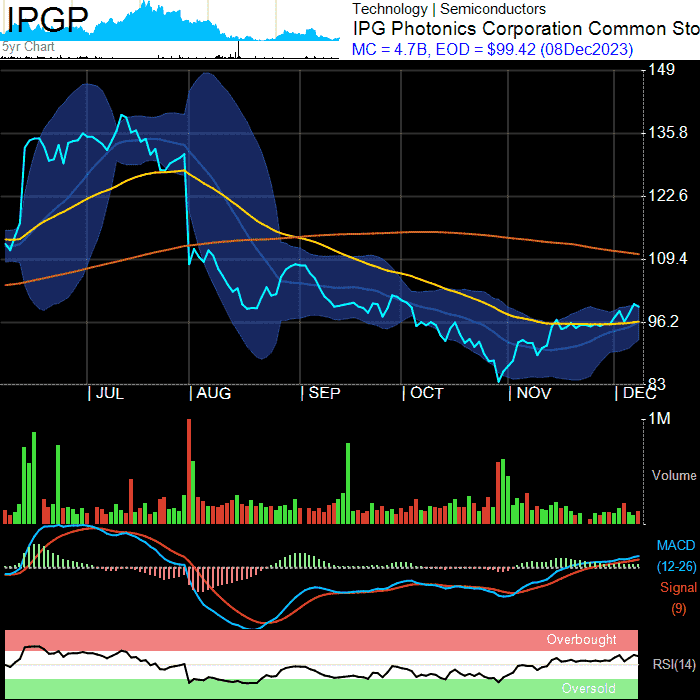 IPGP
5yr Chart
Technology | Semiconductors
IPG Photonics Corporation Common Sto
MC = 4.7B, EOD = $99.42 (08Dec2023)
149
135.8
122.6
109.4
96.2
83
| JUL | AUG | SEP | OCT | NOV | DEC
1M
Volume
MACD
(12-26)
Signal
(9)
Overbought
RSI(14)
Oversold